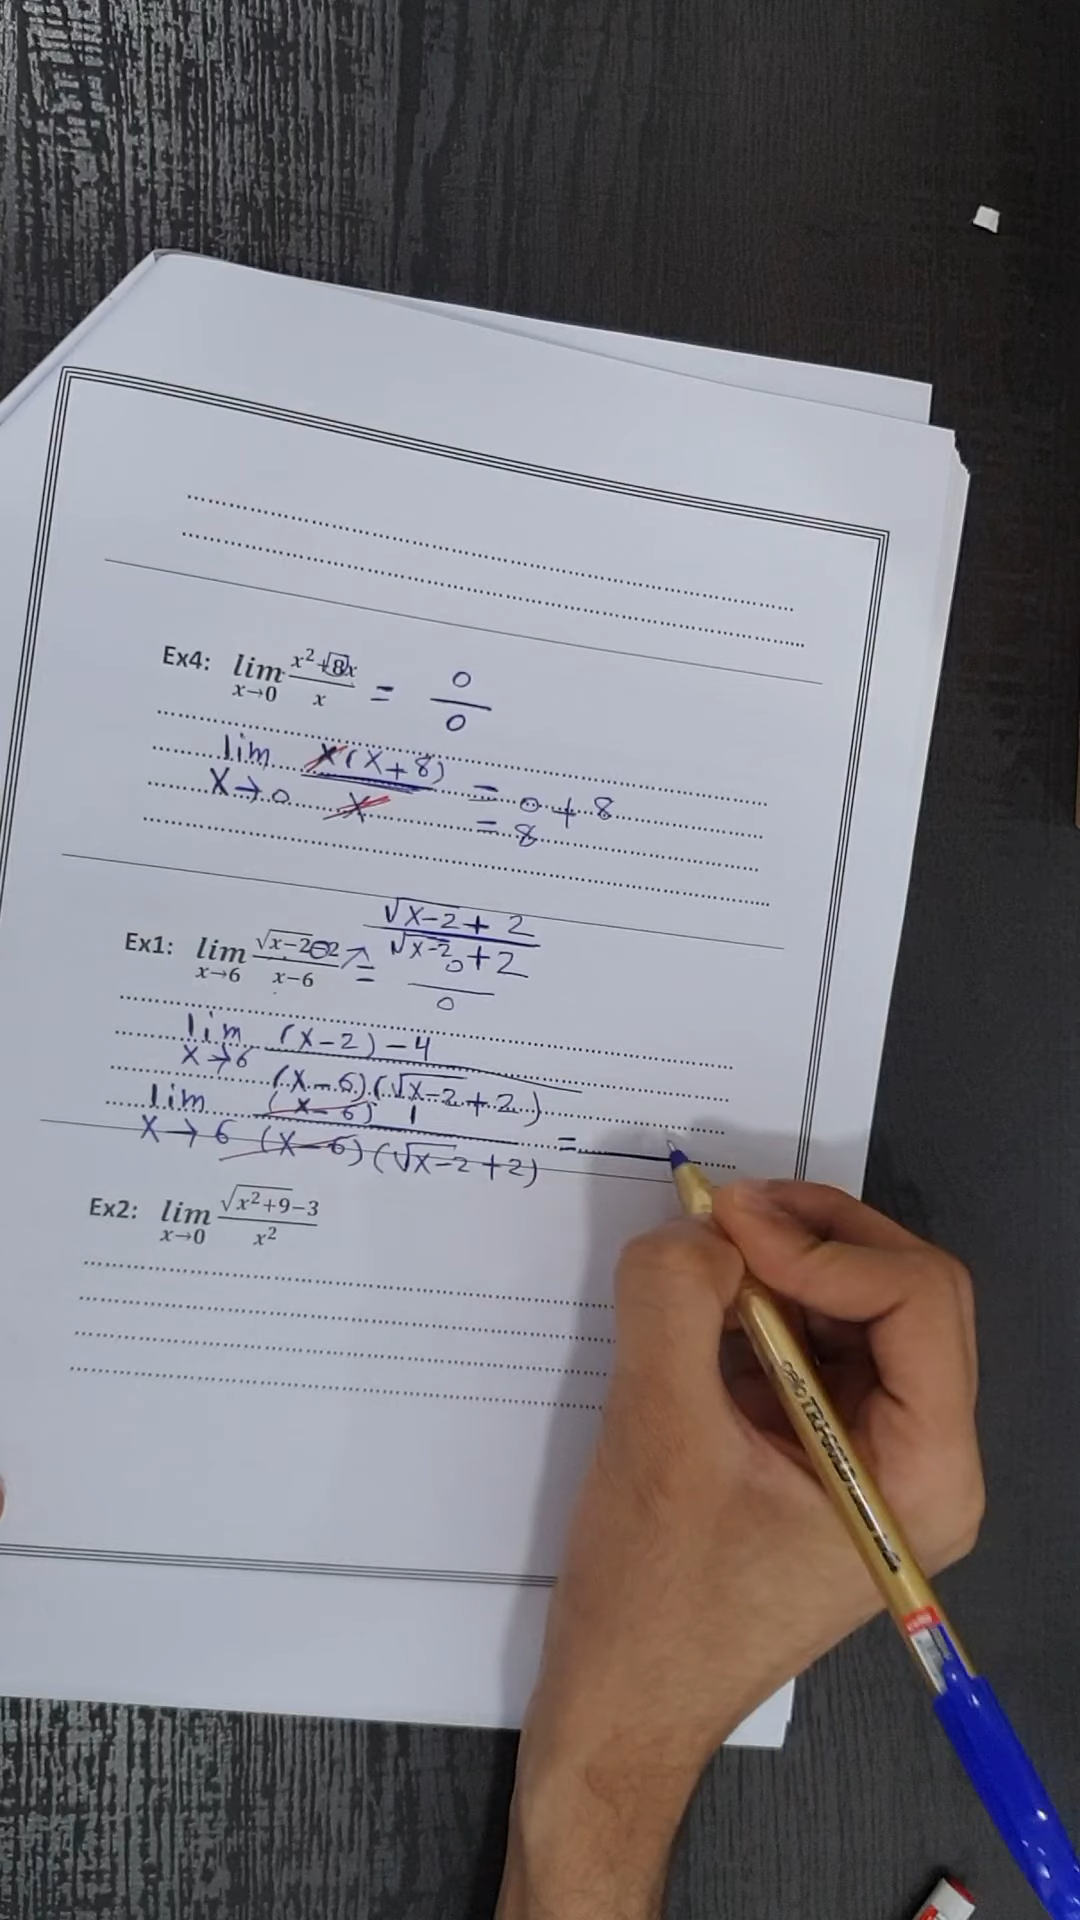 Ex4: lim x→0 x²+8x / x = 0 / 0
lim x→0 x(x+8) / x = 0+8
= 8
√x-2 + 2 / √x-2 + 2
Ex1: lim x→6 √x-2 - 2 / x-6 = 0 / 0
lim x→6 (x-2)-4 / (x-6)(√x-2 + 2)
lim x→6 (x-6) 1 / (x-6)(√x-2 + 2) =
Ex2: lim x→0 √x²+9 -3 / x²